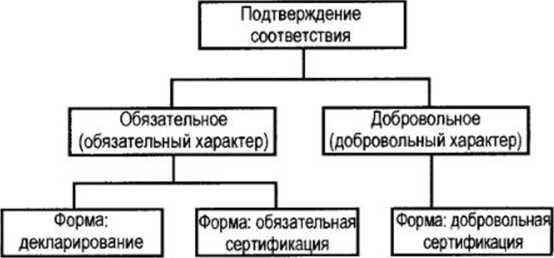 Подтверждение
соответствия
Обязательное
(обязательный характер)
Добровольное
(добровольный характер)
Форма:
декларирование
Форма: обязательная
сертификация
Форма: добровольная
сертификация